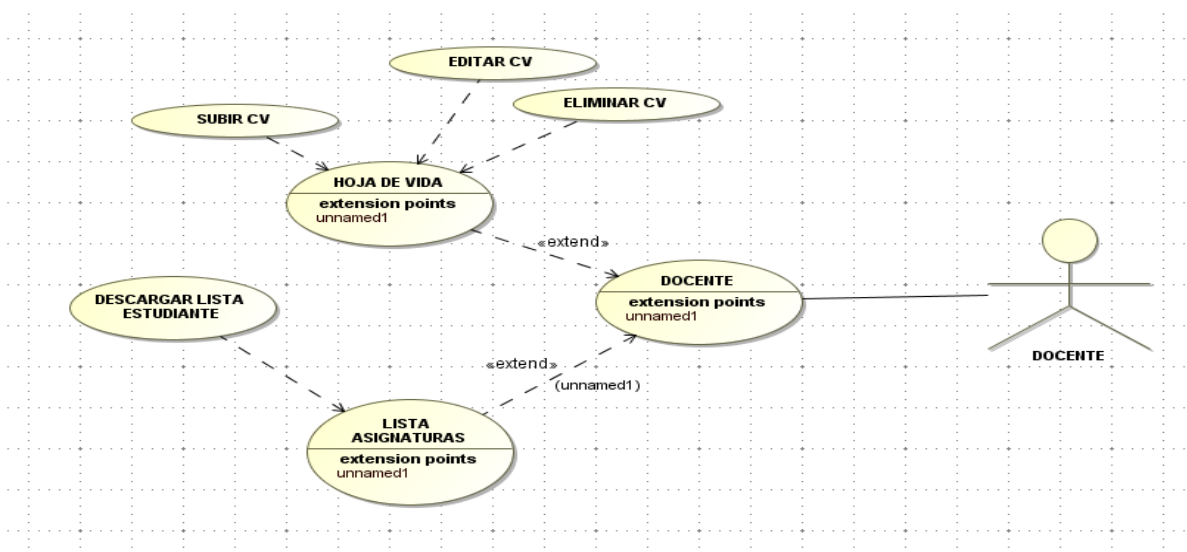 EDITAR CV
ELIMINAR CV
SUBIR CV
HOJA DE VIDA
extension points
unnamed1
«extend»
DOCENTE
extension points
unnamed1
DESCARGAR LISTA
ESTUDIANTE
DOCENTE
«extend»
(unnamed1)
LISTA
ASIGNATURAS
extension points
unnamed1